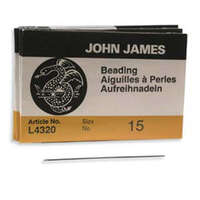 JOHN JAMES
Beading
Aiguilles à Perles
Aufreihnadeln
Article No.
L4320
Size
No.
15